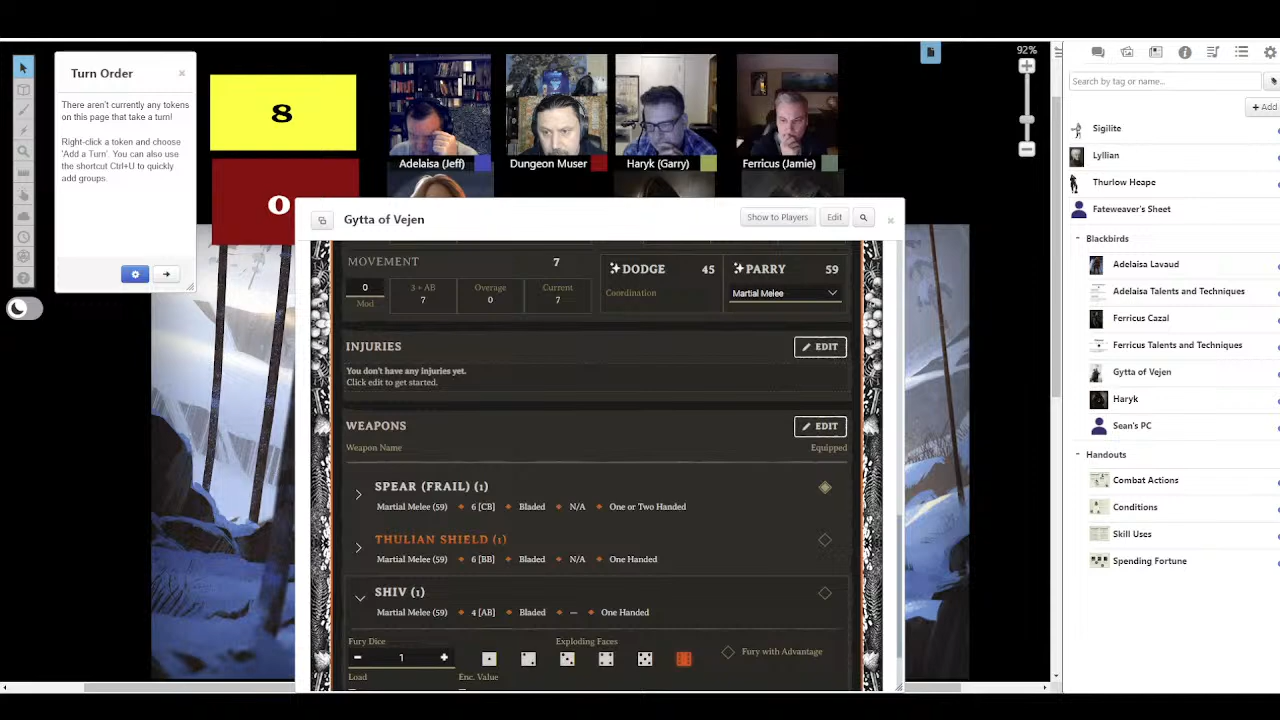 Turn Order
There aren't currently any tokens
on this page that take a turn!
Right-click a token and choose
'Add a Turn'. You can also use
the shortcut Ctrl+U to quickly
add groups.
8
0
Adelaisa (Jeff)
Dungeon Muser
Haryk (Garry)
Ferricus (Jamie)
92%
Gytta of Vejen
Show to Players
Edit
MOVEMENT 7
0
Mod
3 + AB
7
Overage
0
Current
7
DODGE 45
Coordination
PARRY 59
Martial Melee
INJURIES
EDIT
You don't have any injuries yet.
Click edit to get started.
WEAPONS
EDIT
Weapon Name Equipped
SPEAR (FRAIL) (1)
Martial Melee (59) 6 [CB] Bladed N/A One or Two Handed
THULIAN SHIELD (1)
Martial Melee (59) 6 [BB] Bladed N/A One Handed
SHIV (1)
Martial Melee (59) 4 [AB] Bladed — One Handed
Fury Dice
− 1 +
Exploding Faces
Fury with Advantage
Load
Enc. Value
Search by tag or name...
+ Add
Sigilite
Lyllian
Thurlow Heape
Fateweaver's Sheet
Blackbirds
Adelaisa Lavaud
Adelaisa Talents and Techniques
Ferricus Cazal
Ferricus Talents and Techniques
Gytta of Vejen
Haryk
Sean's PC
Handouts
Combat Actions
Conditions
Skill Uses
Spending Fortune